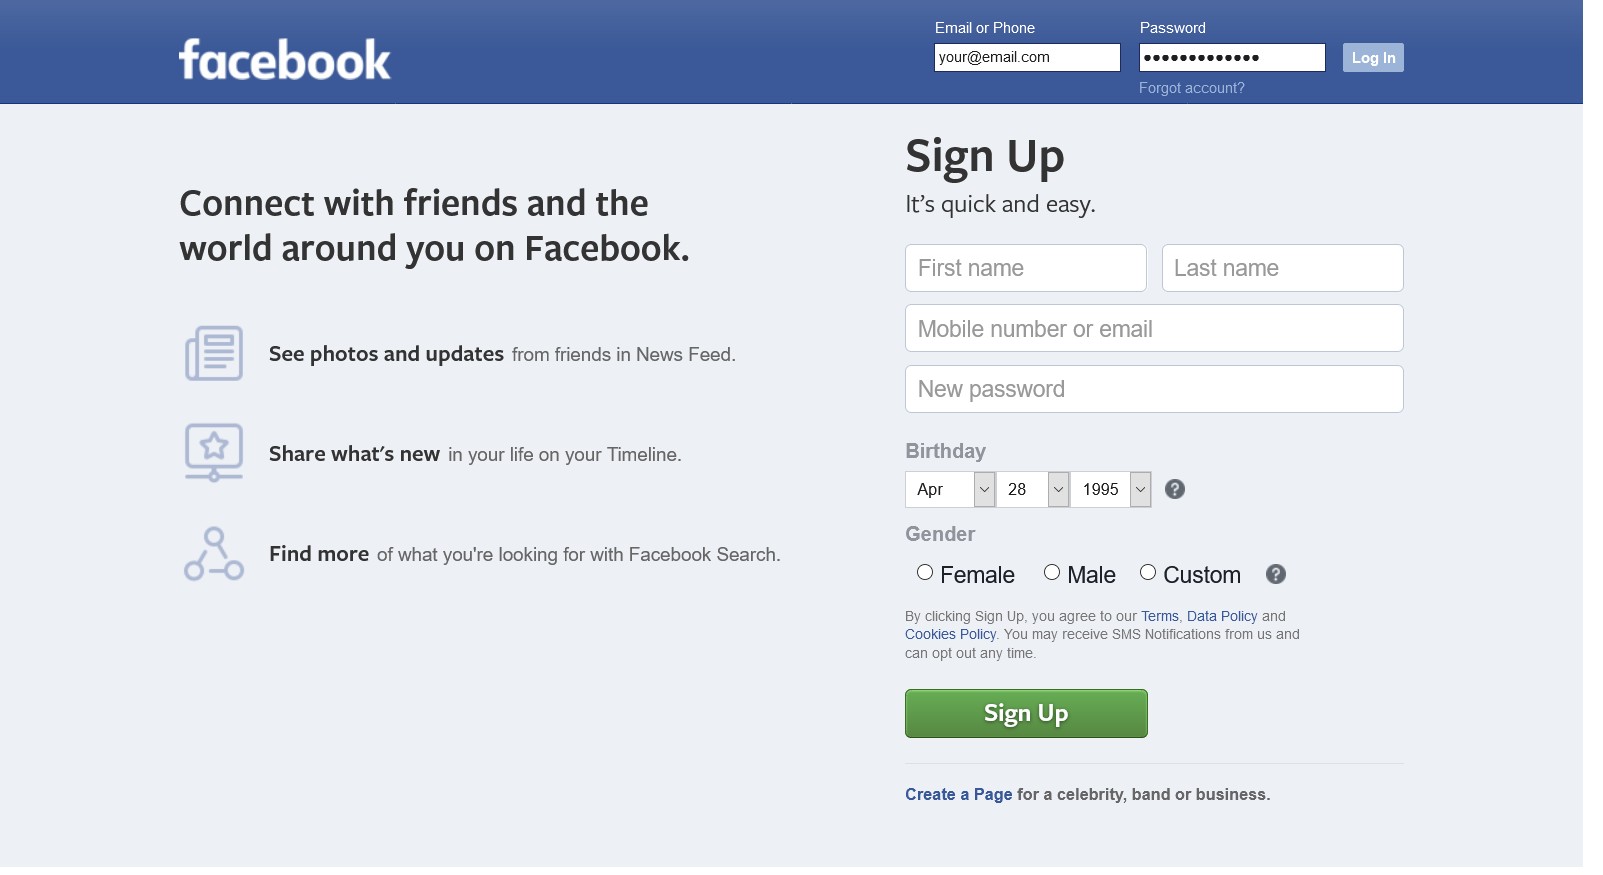 facebook
Email or Phone
Password
your@email.com
Log In
Forgot account?
Connect with friends and the
world around you on Facebook.
See photos and updates from friends in News Feed.
Share what's new in your life on your Timeline.
Find more of what you're looking for with Facebook Search.
Sign Up
It's quick and easy.
First name
Last name
Mobile number or email
New password
Birthday
Apr 28 1995 ?
Gender
Female Male Custom ?
By clicking Sign Up, you agree to our Terms, Data Policy and
Cookies Policy. You may receive SMS Notifications from us and
can opt out any time.
Sign Up
Create a Page for a celebrity, band or business.